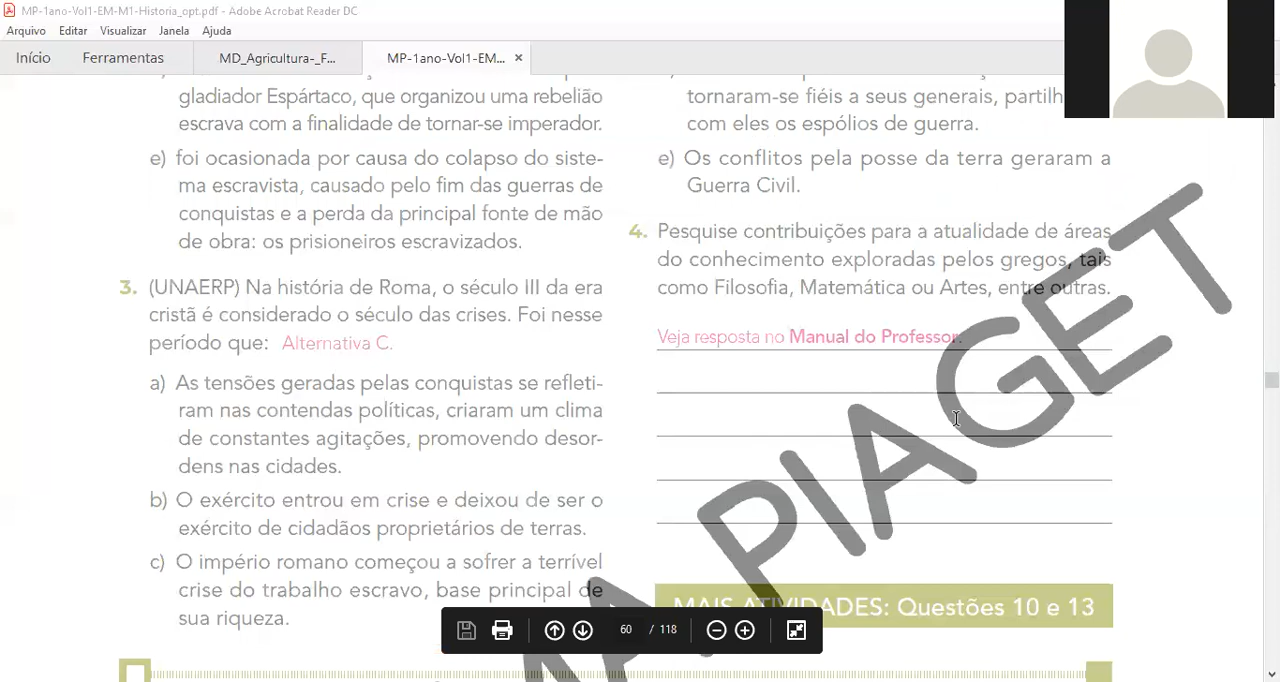 MP-1ano-Vol1-EM-M1-Historia_opt.pdf - Adobe Acrobat Reader DC
Arquivo Editar Visualizar Janela Ajuda
Início Ferramentas MD_Agricultura-_F... MP-1ano-Vol1-EM... ×
gladiador Espártaco, que organizou uma rebelião
escrava com a finalidade de tornar-se imperador.
e) foi ocasionada por causa do colapso do siste-
ma escravista, causado pelo fim das guerras de
conquistas e a perda da principal fonte de mão
de obra: os prisioneiros escravizados.
3. (UNAERP) Na história de Roma, o século III da era
cristã é considerado o século das crises. Foi nesse
período que: Alternativa C.
a) As tensões geradas pelas conquistas se refleti-
ram nas contendas políticas, criaram um clima
de constantes agitações, promovendo desor-
dens nas cidades.
b) O exército entrou em crise e deixou de ser o
exército de cidadãos proprietários de terras.
c) O império romano começou a sofrer a terrível
crise do trabalho escravo, base principal de
sua riqueza.
tornaram-se fiéis a seus generais, partilh
com eles os espólios de guerra.
e) Os conflitos pela posse da terra geraram a
Guerra Civil.
4. Pesquise contribuições para a atualidade de áreas
do conhecimento exploradas pelos gregos, tais
como Filosofia, Matemática ou Artes, entre outras.
Veja resposta no Manual do Professor.
MAIS ATIVIDADES: Questões 10 e 13
MA PIAGET
60 / 118